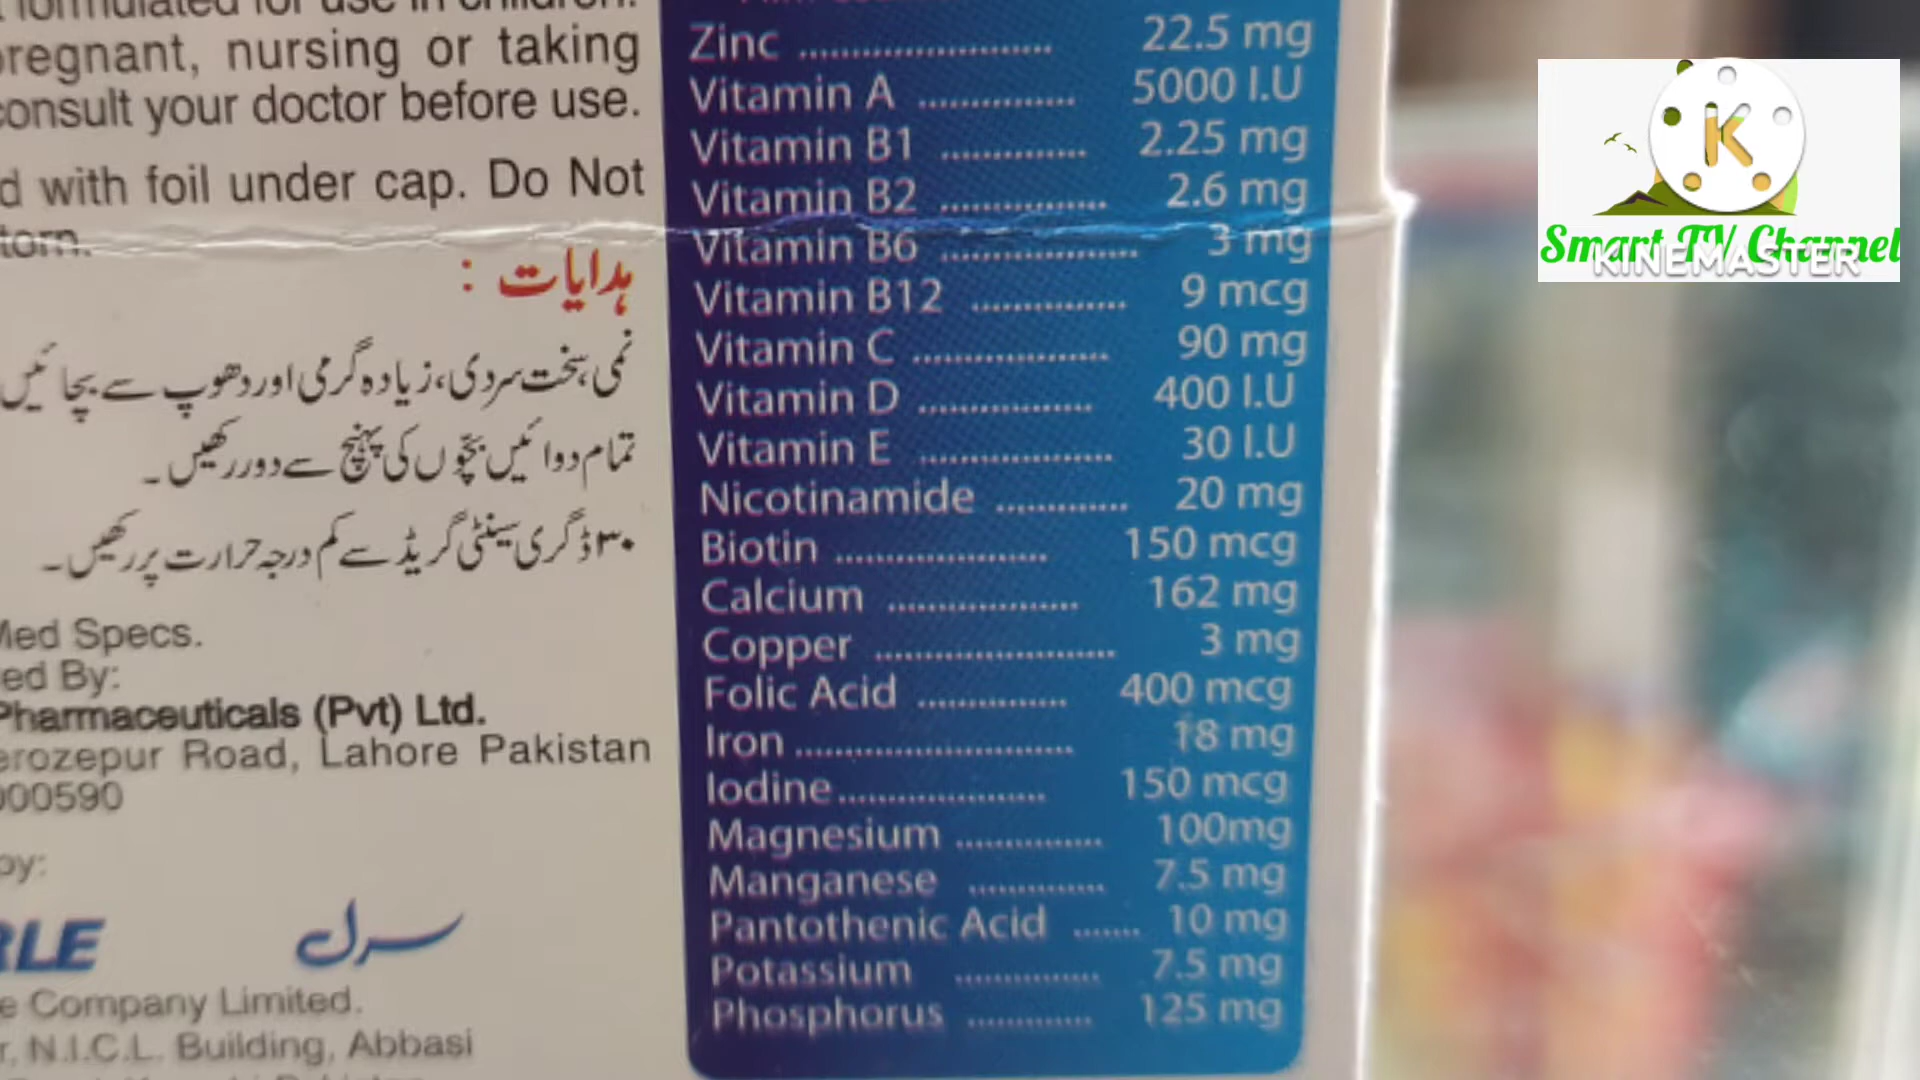 formulated for use in children.
pregnant, nursing or taking
consult your doctor before use.
with foil under cap. Do Not
torn.
ہدایات :
نمی، سخت سردی، زیادہ گرمی اور دھوپ سے بچائیں
تمام دوائیں بچّوں کی پہنچ سے دور رکھیں۔
۳۰ ڈگری سینٹی گریڈ سے کم درجہ حرارت پر رکھیں۔
Med Specs.
ed By:
Pharmaceuticals (Pvt) Ltd.
erozepur Road, Lahore Pakistan
000590
by:
RLE سرل
e Company Limited.
r, N.I.C.L. Building, Abbasi
Zinc .......................... 22.5 mg
Vitamin A ................ 5000 I.U
Vitamin B1 ............... 2.25 mg
Vitamin B2 ................. 2.6 mg
Vitamin B6 .................... 3 mg
Vitamin B12 ................ 9 mcg
Vitamin C .................... 90 mg
Vitamin D .................. 400 I.U
Vitamin E .................... 30 I.U
Nicotinamide ............. 20 mg
Biotin ...................... 150 mcg
Calcium .................... 162 mg
Copper ......................... 3 mg
Folic Acid ................ 400 mcg
Iron ............................. 18 mg
Iodine ...................... 150 mcg
Magnesium ............... 100mg
Manganese .............. 7.5 mg
Pantothenic Acid ....... 10 mg
Potassium ............... 7.5 mg
Phosphorus ............. 125 mg
K
Smart TV Channel
KINEMASTER